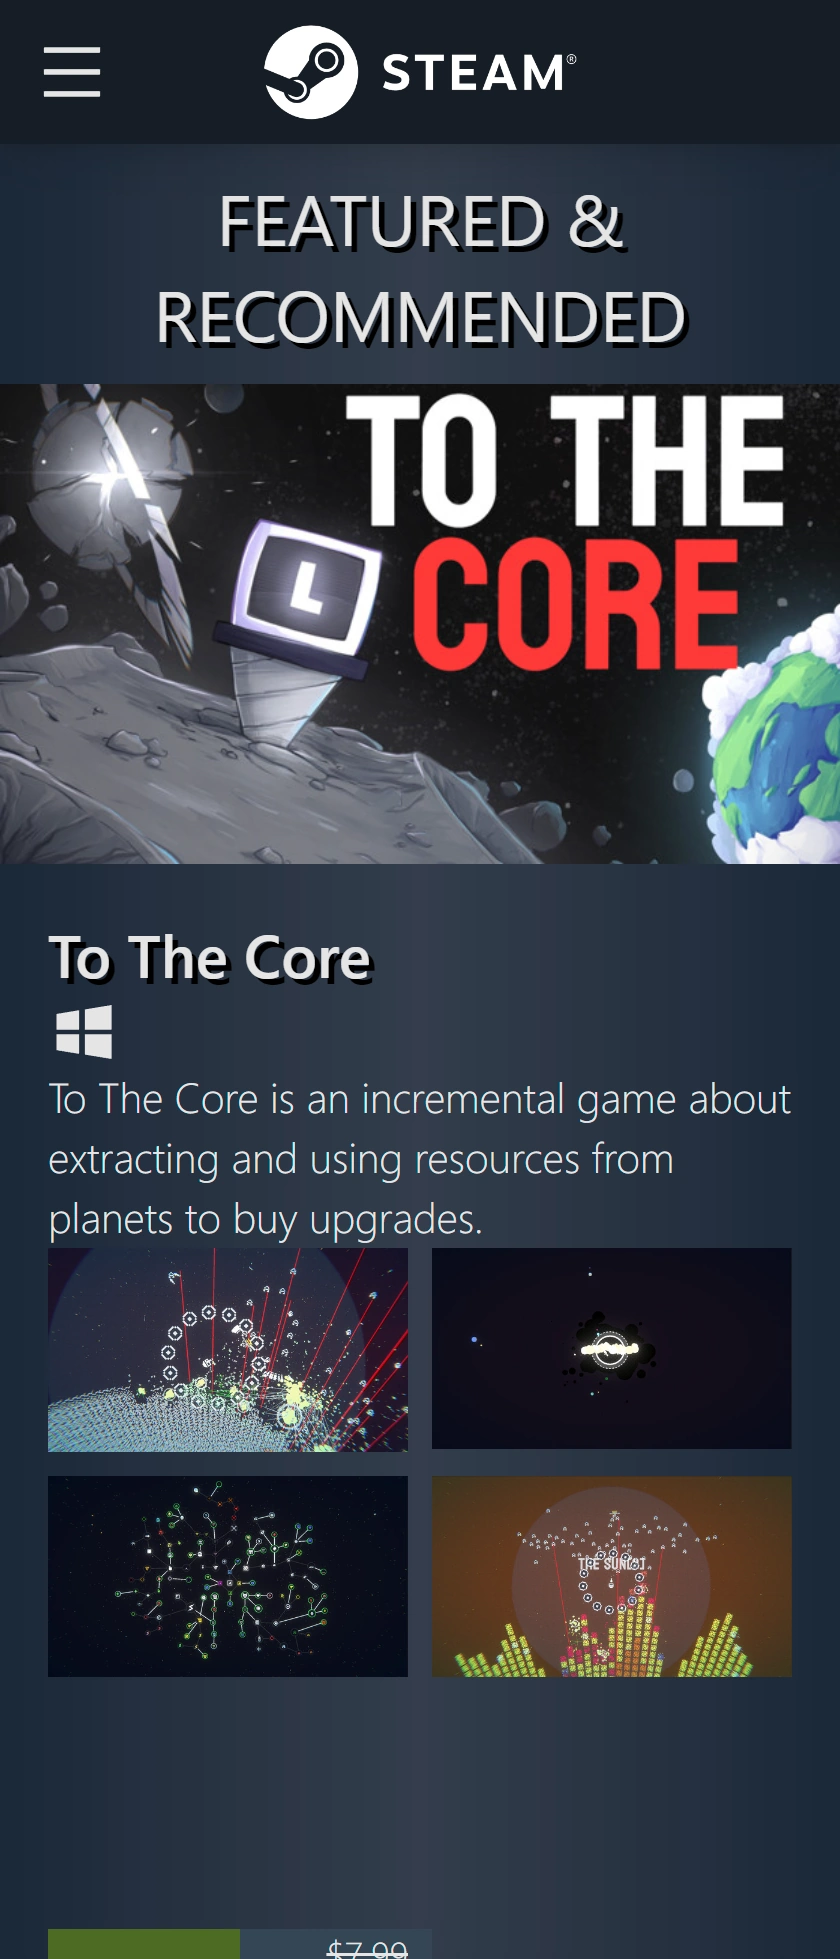 STEAM®
FEATURED &
RECOMMENDED
TO THE
CORE
L
To The Core
To The Core is an incremental game about
extracting and using resources from
planets to buy upgrades.
THE SUNLIT
$7.99